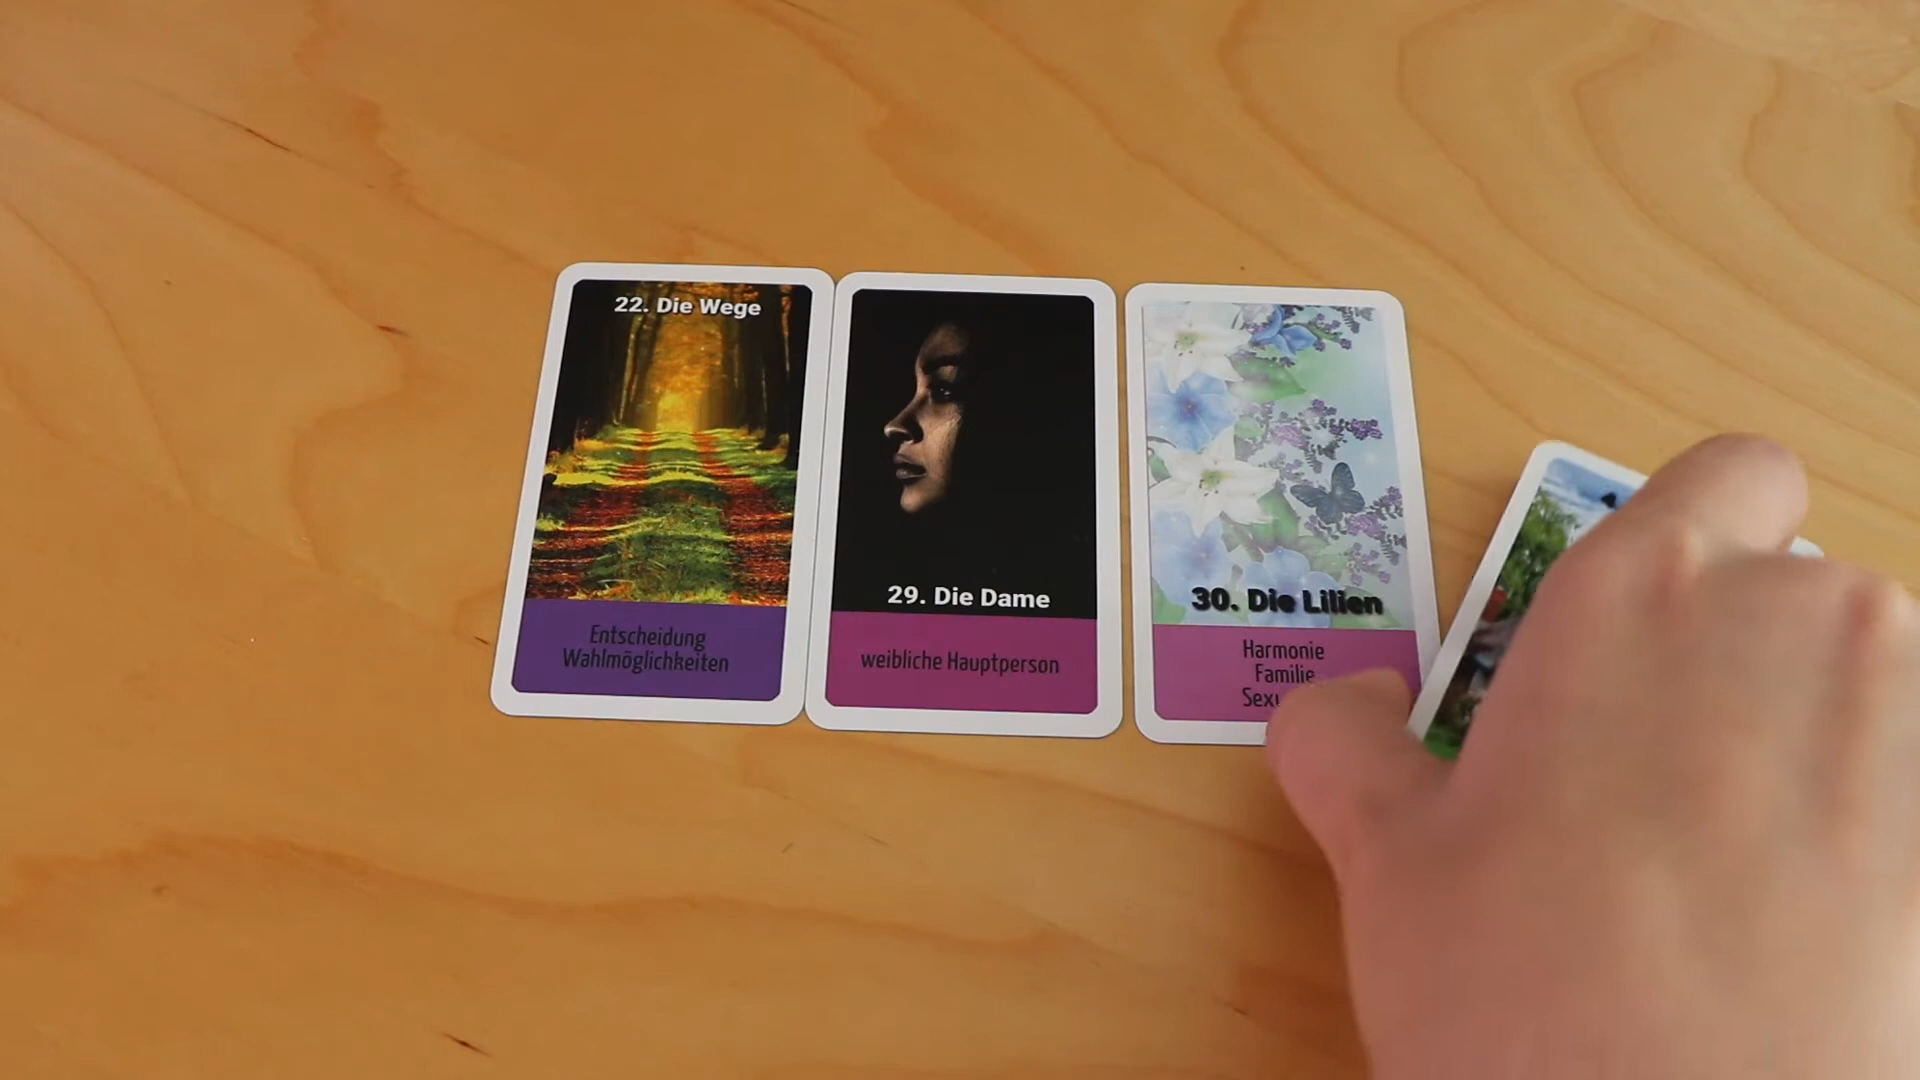 22. Die Wege
Entscheidung
Wahlmöglichkeiten
29. Die Dame
weibliche Hauptperson
30. Die Lilien
Harmonie
Familie